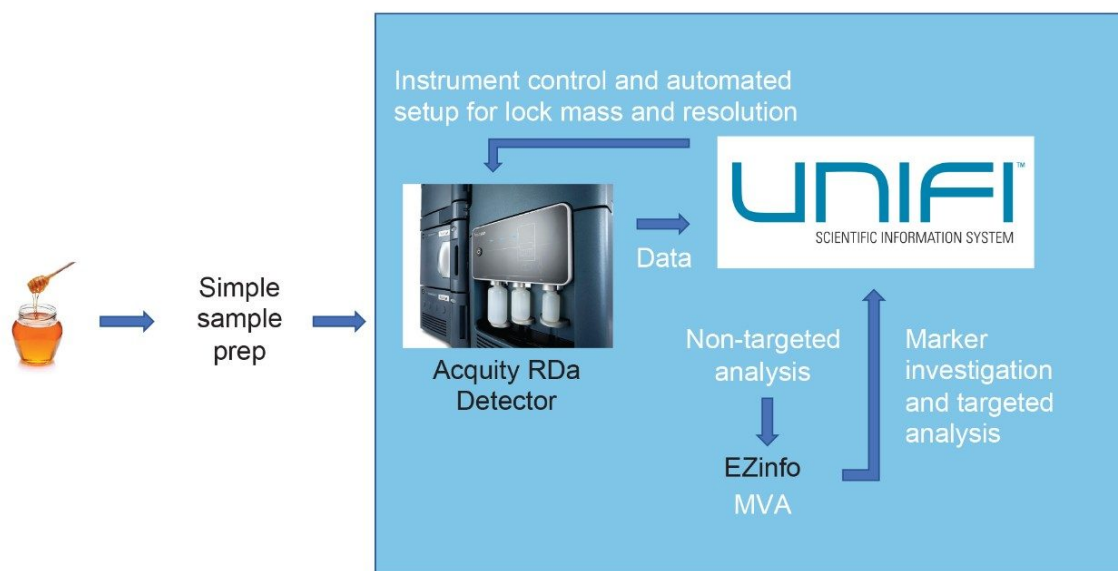 Instrument control and automated
setup for lock mass and resolution
UNIFI™
SCIENTIFIC INFORMATION SYSTEM
Data
Simple
sample
prep
Acquity RDa
Detector
Non-targeted
analysis
EZinfo
MVA
Marker
investigation
and targeted
analysis